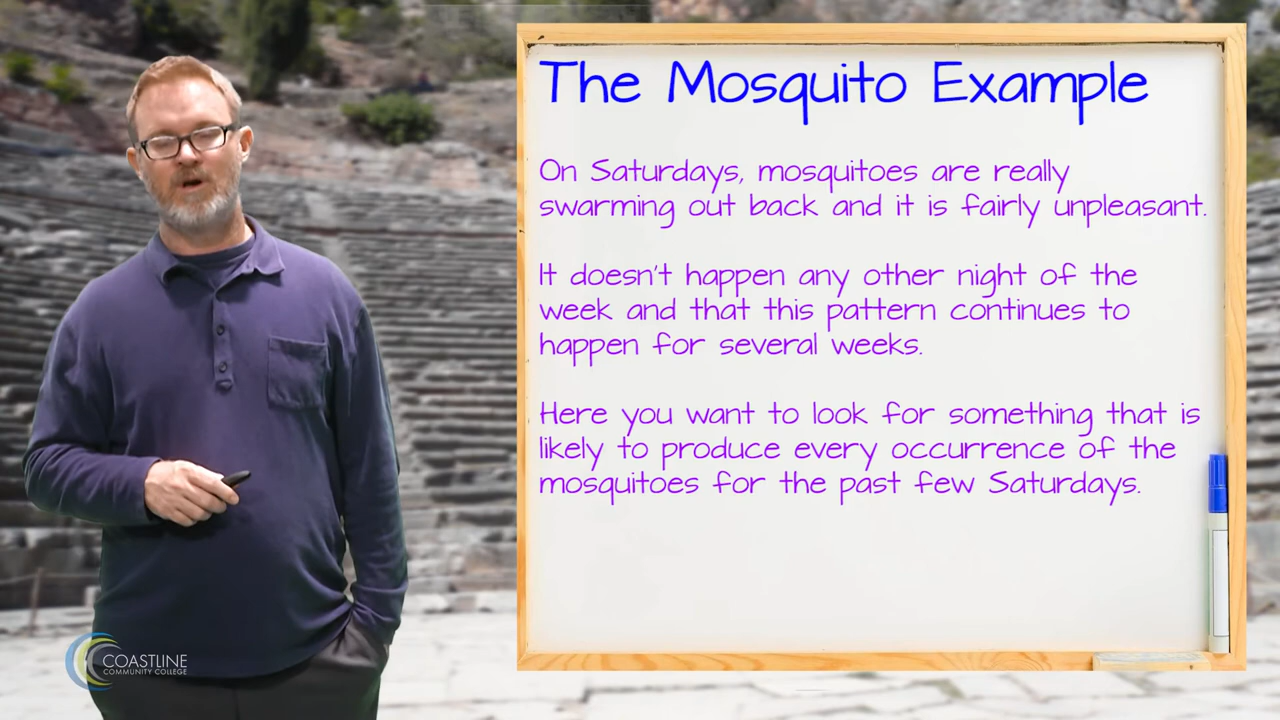 The Mosquito Example
On Saturdays, mosquitoes are really
swarming out back and it is fairly unpleasant.
It doesn't happen any other night of the
week and that this pattern continues to
happen for several weeks.
Here you want to look for something that is
likely to produce every occurrence of the
mosquitoes for the past few Saturdays.
COASTLINE
COMMUNITY COLLEGE